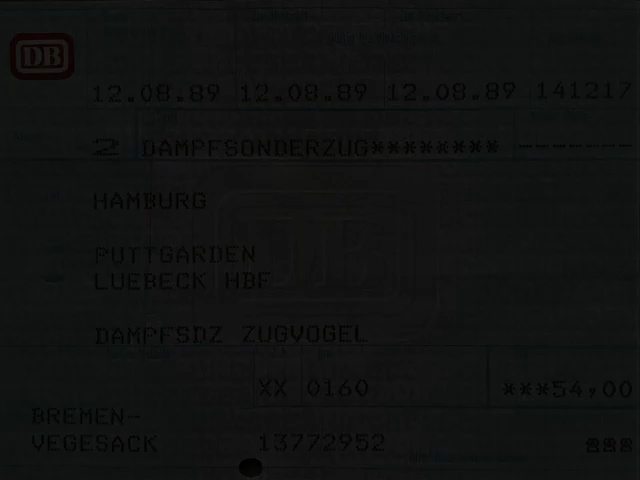 DB
12.08.89 12.08.89 12.08.89 141217
2 DAMPFSONDERZUG******** -------
HAMBURG
PUTTGARDEN
LUEBECK HBF
DAMPFSDZ ZUGVOGEL
XX 0160 ***54,00
BREMEN-
VEGESACK 13772952